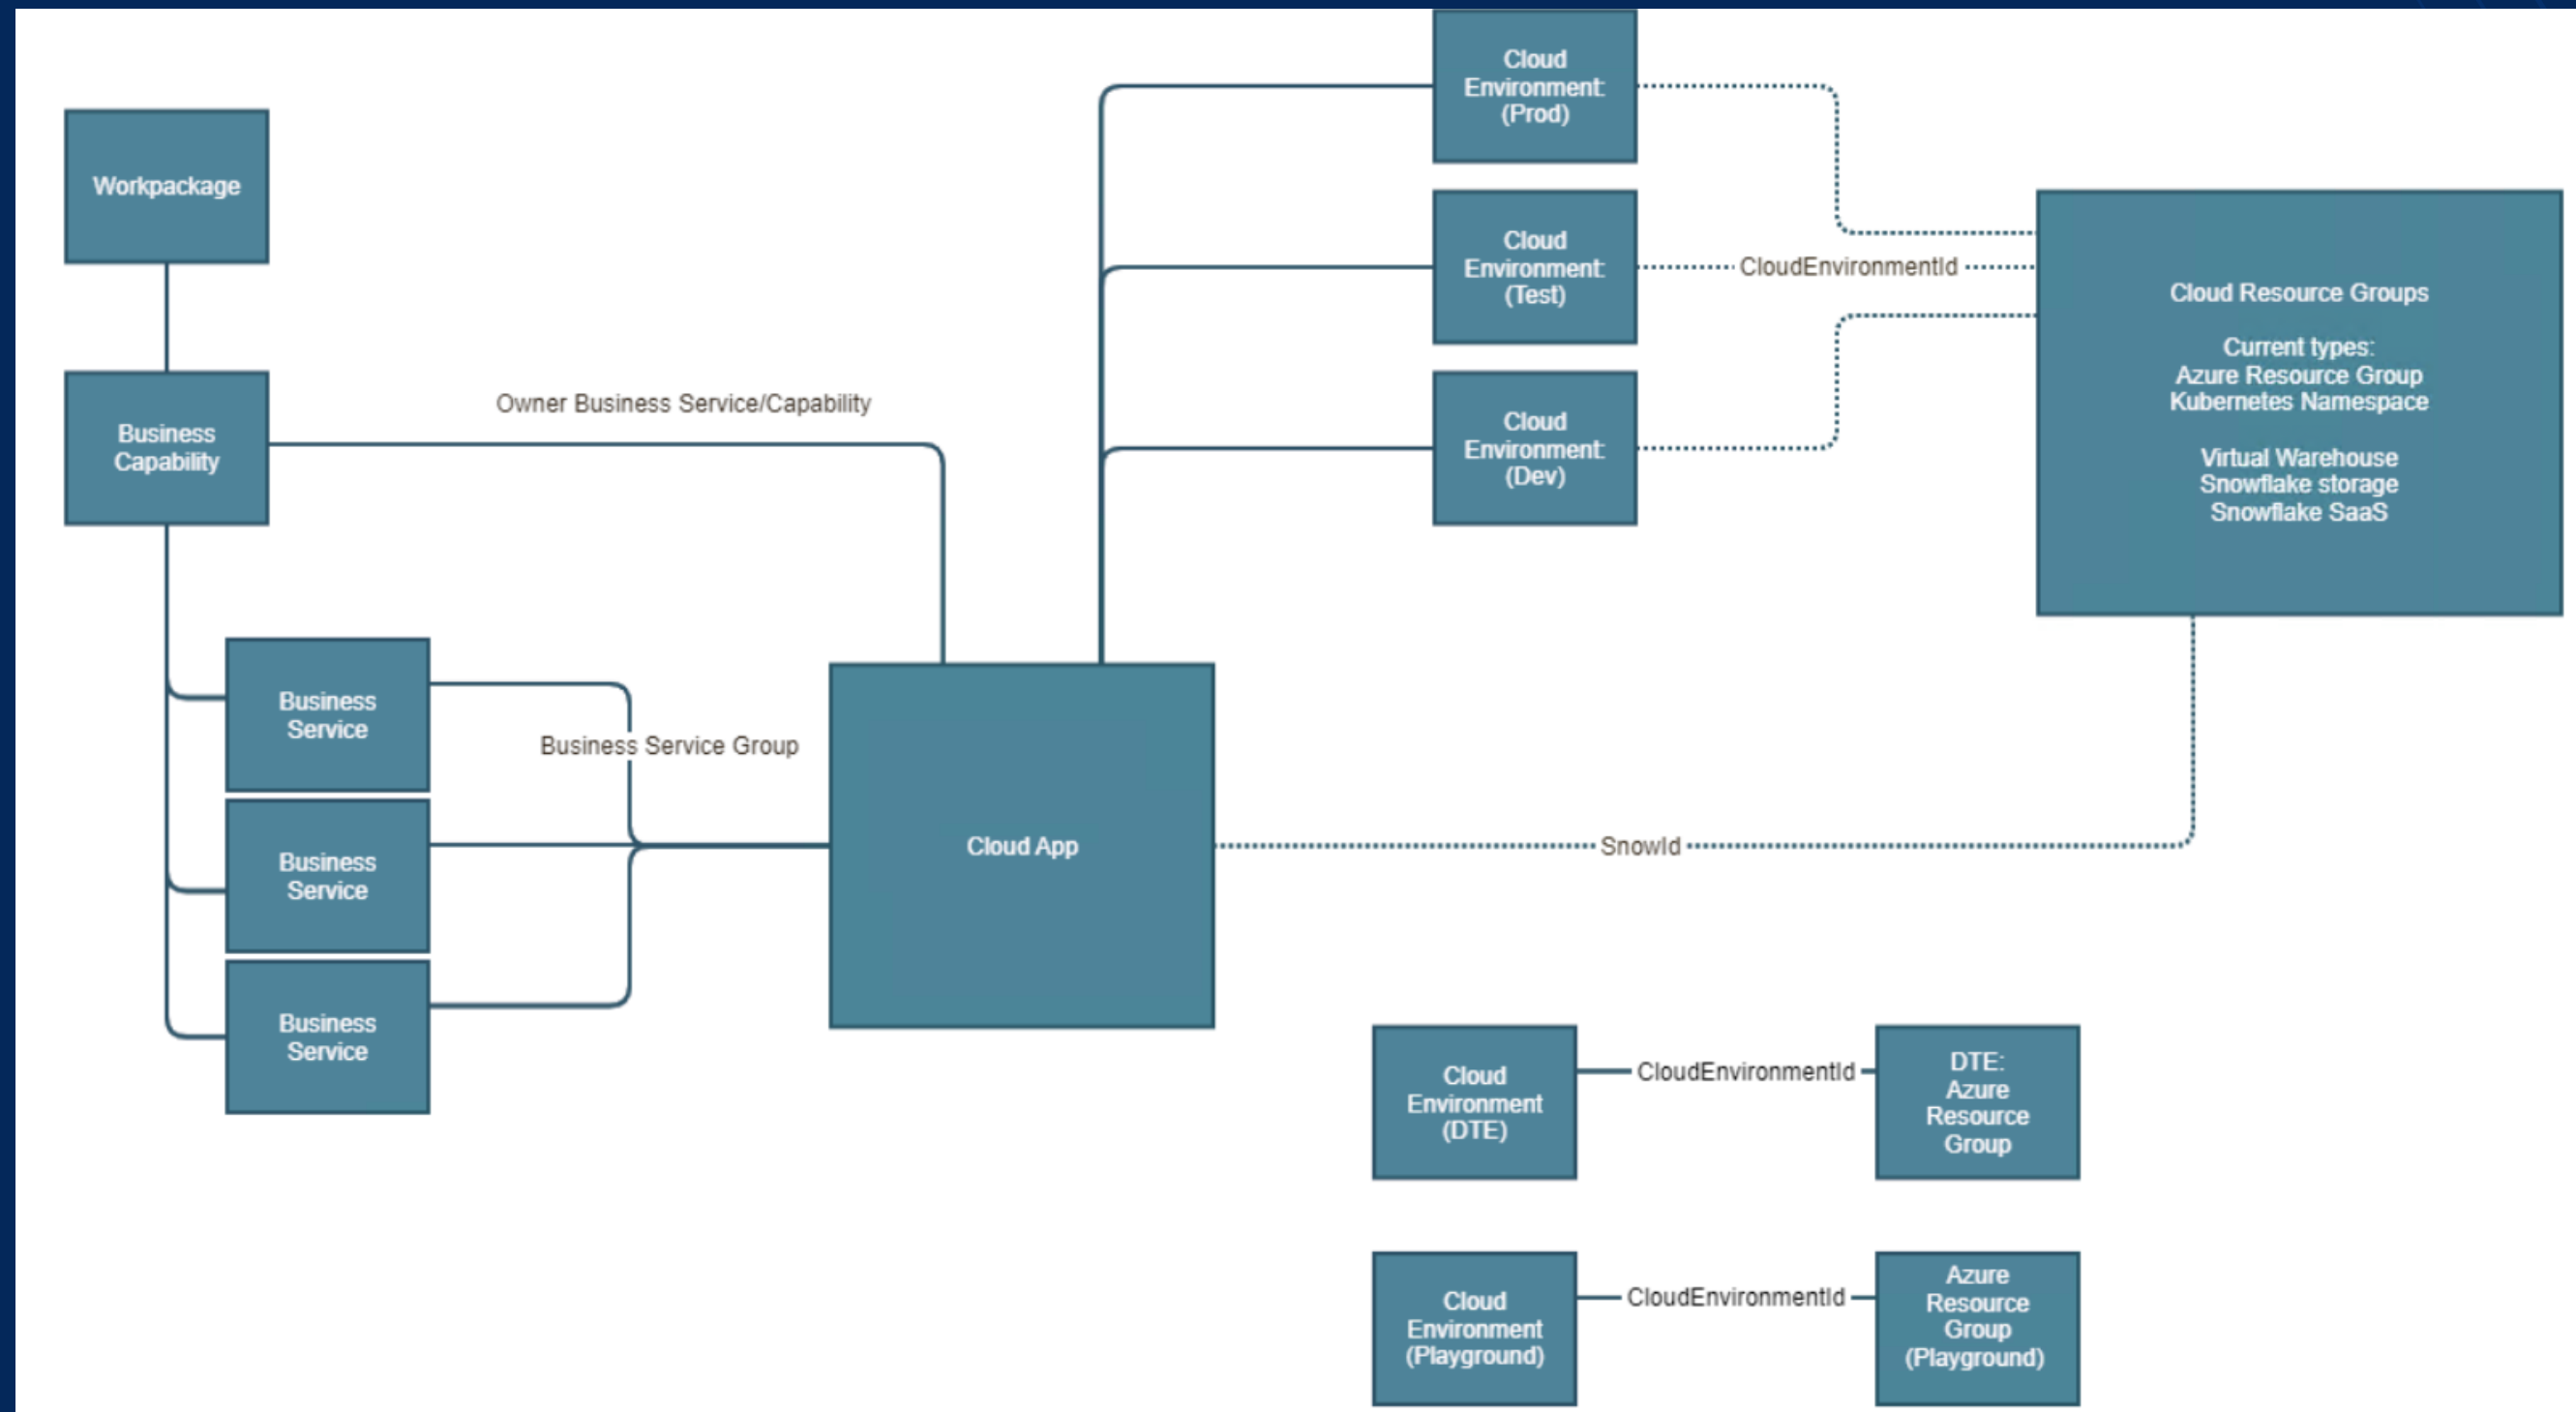 Cloud
Environment:
(Prod)
Workpackage
Cloud
Environment:
(Test)
CloudEnvironmentId
Cloud Resource Groups
Current types:
Azure Resource Group
Kubernetes Namespace
Virtual Warehouse
Snowflake storage
Snowflake SaaS
Business
Capability
Owner Business Service/Capability
Cloud
Environment:
(Dev)
Business
Service
Business Service Group
Business
Service
Cloud App
SnowId
Business
Service
Cloud
Environment
(DTE)
CloudEnvironmentId
DTE:
Azure
Resource
Group
Cloud
Environment
(Playground)
CloudEnvironmentId
Azure
Resource
Group
(Playground)